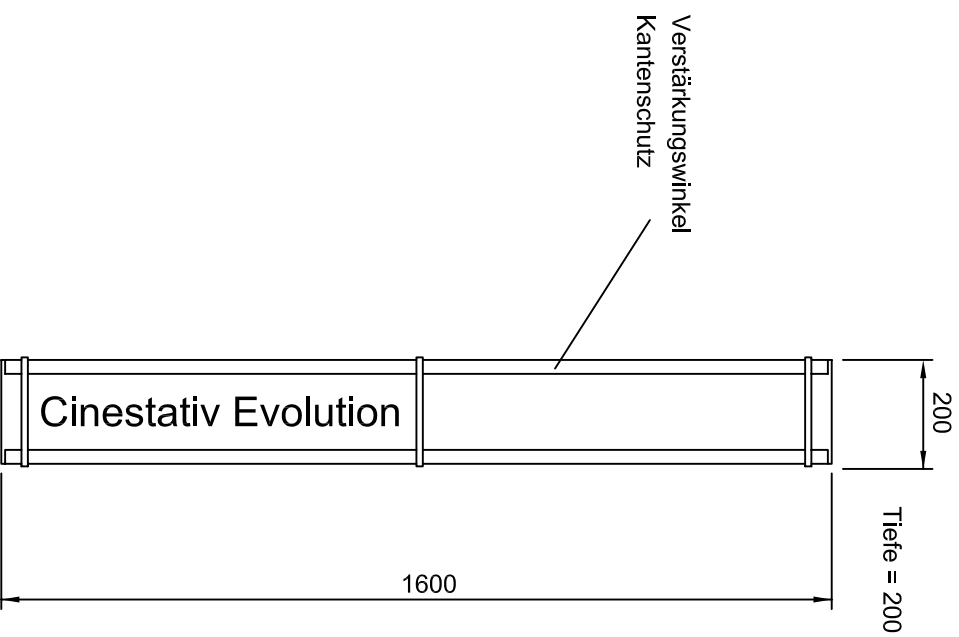 Verstärkungswinkel
Kantenschutz
200
Cinestativ Evolution
Tiefe = 200
1600